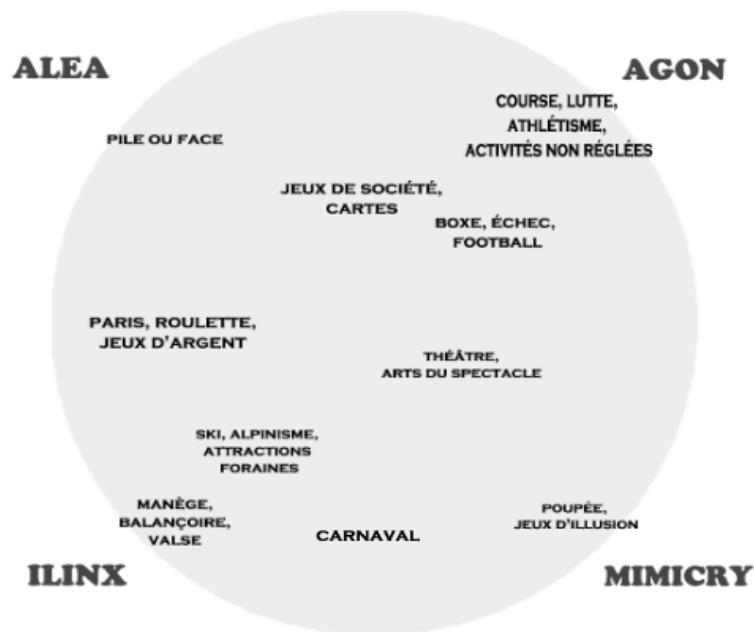 ALEA
AGON
COURSE, LUTTE,
ATHLÉTISME,
ACTIVITÉS NON RÉGLÉES
PILE OU FACE
JEUX DE SOCIÉTÉ,
CARTES
BOXE, ÉCHEC,
FOOTBALL
PARIS, ROULETTE,
JEUX D'ARGENT
THÉÂTRE,
ARTS DU SPECTACLE
SKI, ALPINISME,
ATTRACTIONS
FORAINES
MANÈGE,
BALANÇOIRE,
VALSE
CARNAVAL
POUPÉE,
JEUX D'ILLUSION
ILINX
MIMICRY